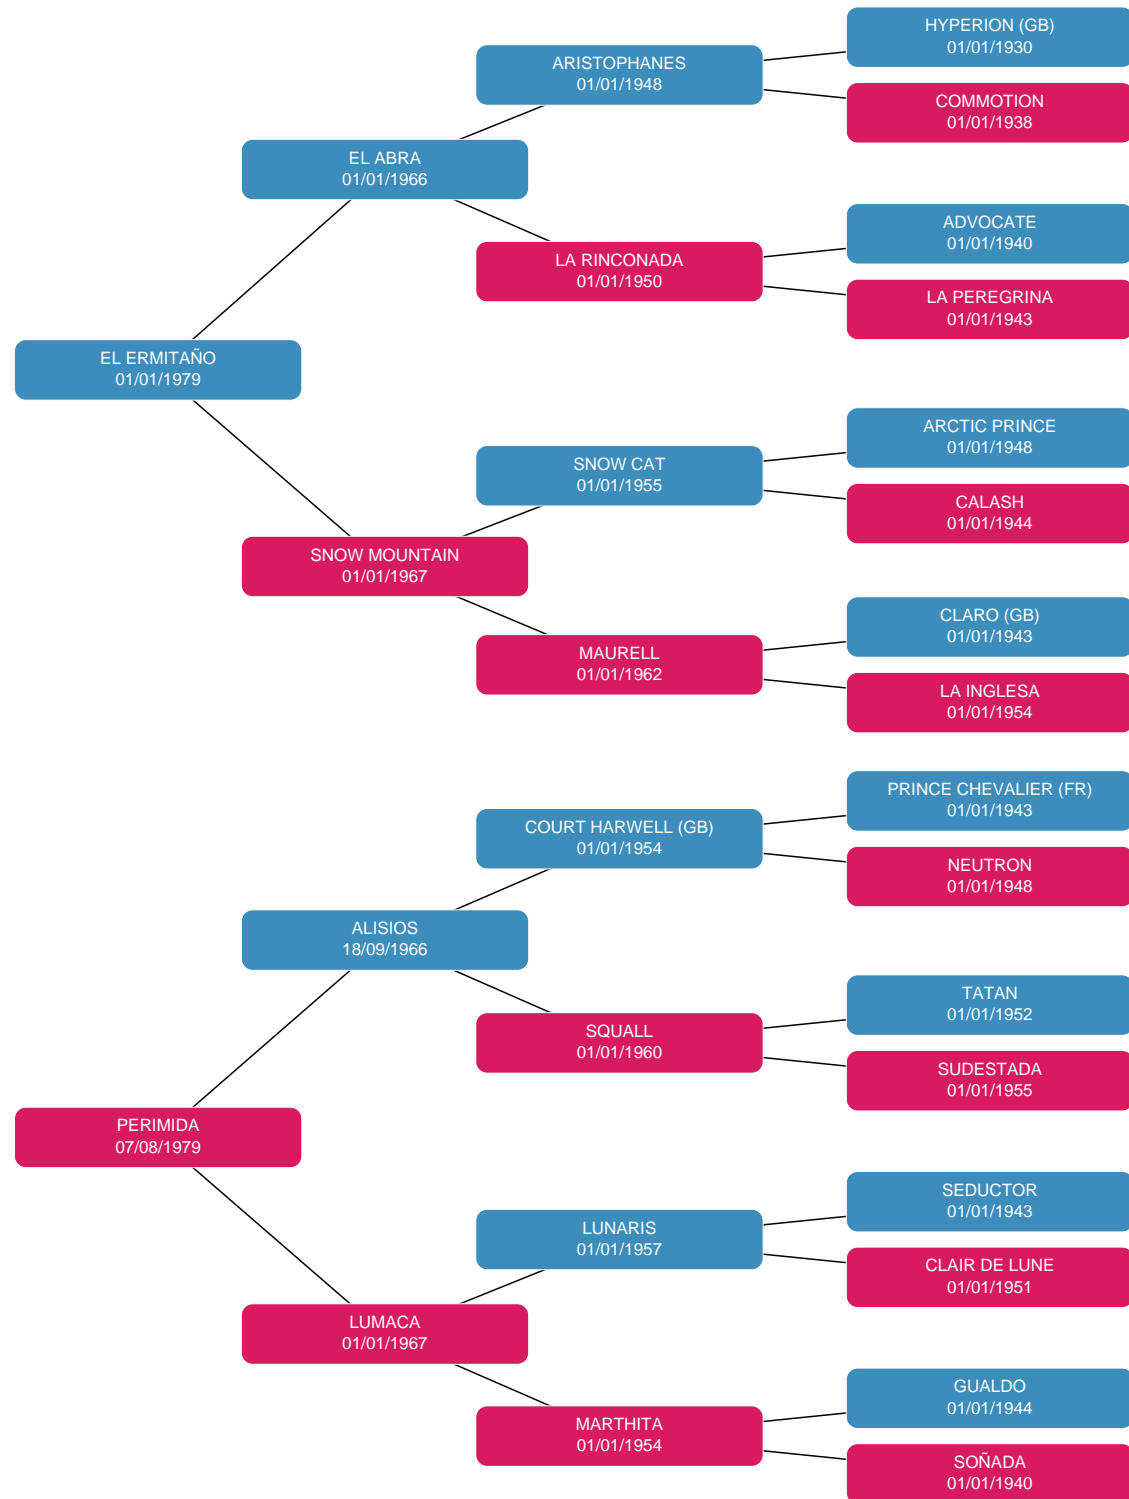 HYPERION (GB)
01/01/1930
ARISTOPHANES
01/01/1948
COMMOTION
01/01/1938
EL ABRA
01/01/1966
ADVOCATE
01/01/1940
LA RINCONADA
01/01/1950
LA PEREGRINA
01/01/1943
EL ERMITAÑO
01/01/1979
ARCTIC PRINCE
01/01/1948
SNOW CAT
01/01/1955
CALASH
01/01/1944
SNOW MOUNTAIN
01/01/1967
CLARO (GB)
01/01/1943
MAURELL
01/01/1962
LA INGLESA
01/01/1954
PRINCE CHEVALIER (FR)
01/01/1943
COURT HARWELL (GB)
01/01/1954
NEUTRON
01/01/1948
ALISIOS
18/09/1966
TATAN
01/01/1952
SQUALL
01/01/1960
SUDESTADA
01/01/1955
PERIMIDA
07/08/1979
SEDUCTOR
01/01/1943
LUNARIS
01/01/1957
CLAIR DE LUNE
01/01/1951
LUMACA
01/01/1967
GUALDO
01/01/1944
MARTHITA
01/01/1954
SOÑADA
01/01/1940